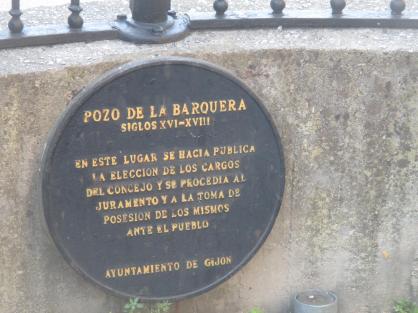 POZO DE LA BARQUERA
SIGLOS XVI-XVIII
EN ESTE LUGAR SE HACIA PUBLICA
LA ELECCION DE LOS CARGOS
DEL CONCEJO Y SE PROCEDIA AL
JURAMENTO Y A LA TOMA DE
POSESION DE LOS MISMOS
ANTE EL PUEBLO
AYUNTAMIENTO DE GIJON